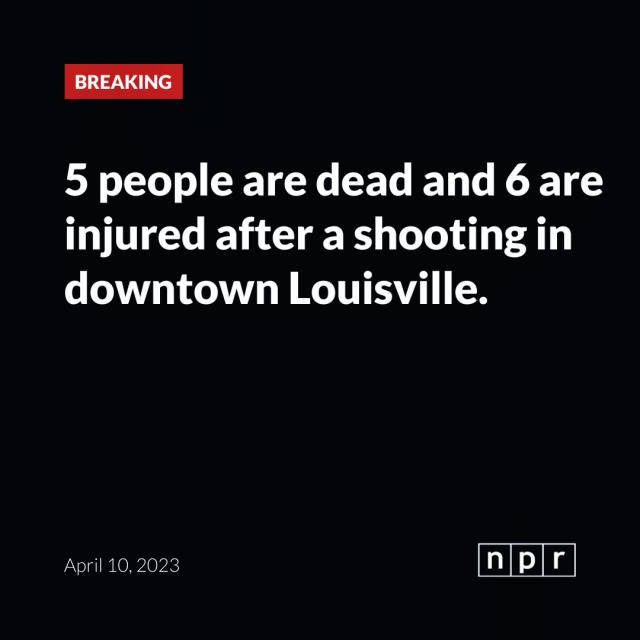 BREAKING
5 people are dead and 6 are
injured after a shooting in
downtown Louisville.
April 10, 2023
npr